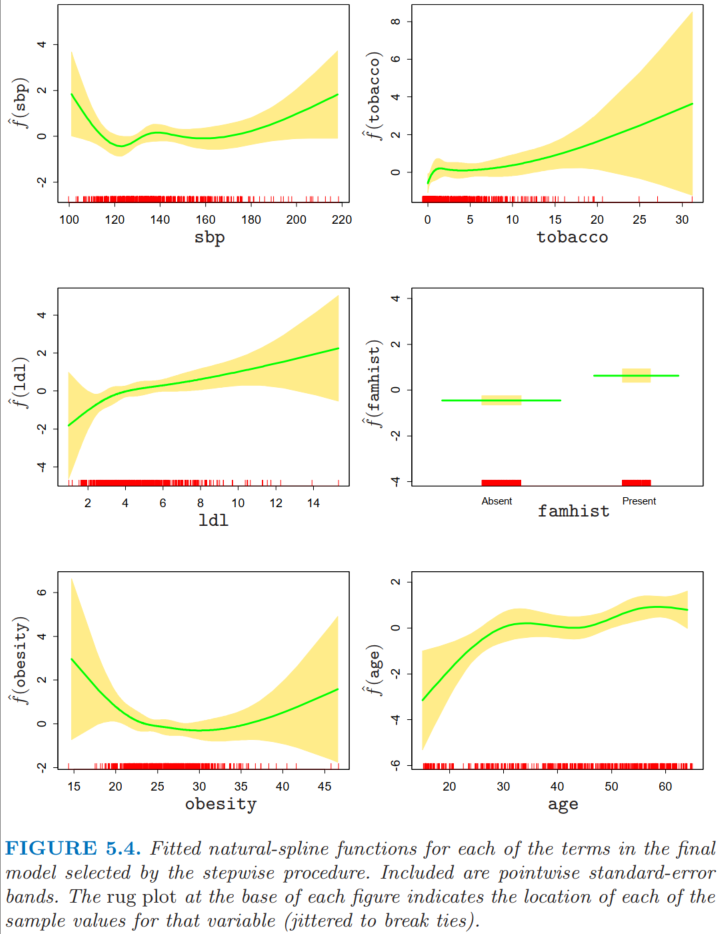 4
2
0
-2
f̂(sbp)
100 120 140 160 180 200 220
sbp
8
6
4
2
0
f̂(tobacco)
0 5 10 15 20 25 30
tobacco
4
2
0
-2
-4
f̂(ldl)
2 4 6 8 10 12 14
ldl
4
2
0
-2
-4
f̂(famhist)
Absent Present
famhist
6
4
2
0
-2
f̂(obesity)
15 20 25 30 35 40 45
obesity
2
0
-2
-4
-6
f̂(age)
20 30 40 50 60
age
FIGURE 5.4. Fitted natural-spline functions for each of the terms in the final
model selected by the stepwise procedure. Included are pointwise standard-error
bands. The rug plot at the base of each figure indicates the location of each of the
sample values for that variable (jittered to break ties).